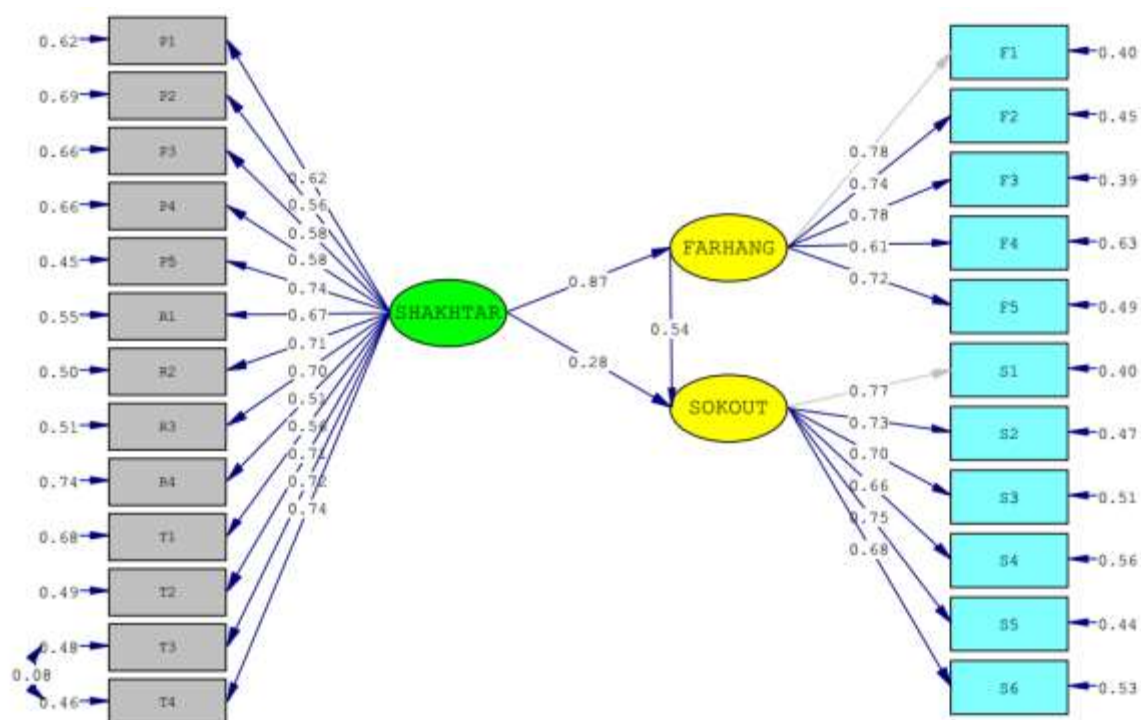 0.62 P1
0.69 P2
0.66 P3
0.66 P4
0.45 P5
0.55 R1
0.50 R2
0.51 R3
0.74 R4
0.68 T1
0.49 T2
0.48 T3
0.08
0.46 T4
0.62
0.56
0.58
0.58
0.74
0.67
0.71
0.70
0.51
0.56
0.71
0.72
0.74
SHAKHTAR
0.87
0.28
FARHANG
0.54
SOKOUT
0.78
0.74
0.78
0.61
0.72
0.77
0.73
0.70
0.66
0.75
0.68
F1 0.40
F2 0.45
F3 0.39
F4 0.63
F5 0.49
S1 0.40
S2 0.47
S3 0.51
S4 0.56
S5 0.44
S6 0.53